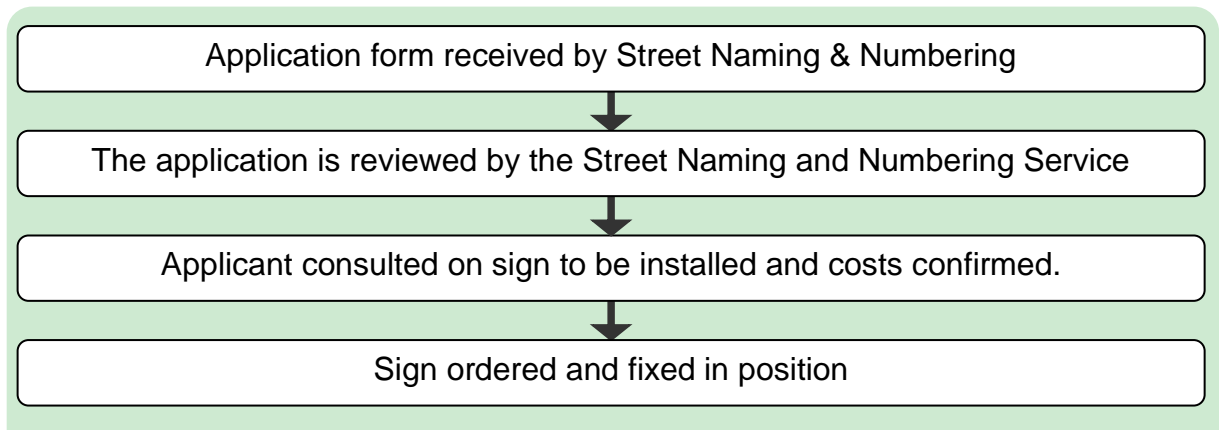 Application form received by Street Naming & Numbering
The application is reviewed by the Street Naming and Numbering Service
Applicant consulted on sign to be installed and costs confirmed.
Sign ordered and fixed in position